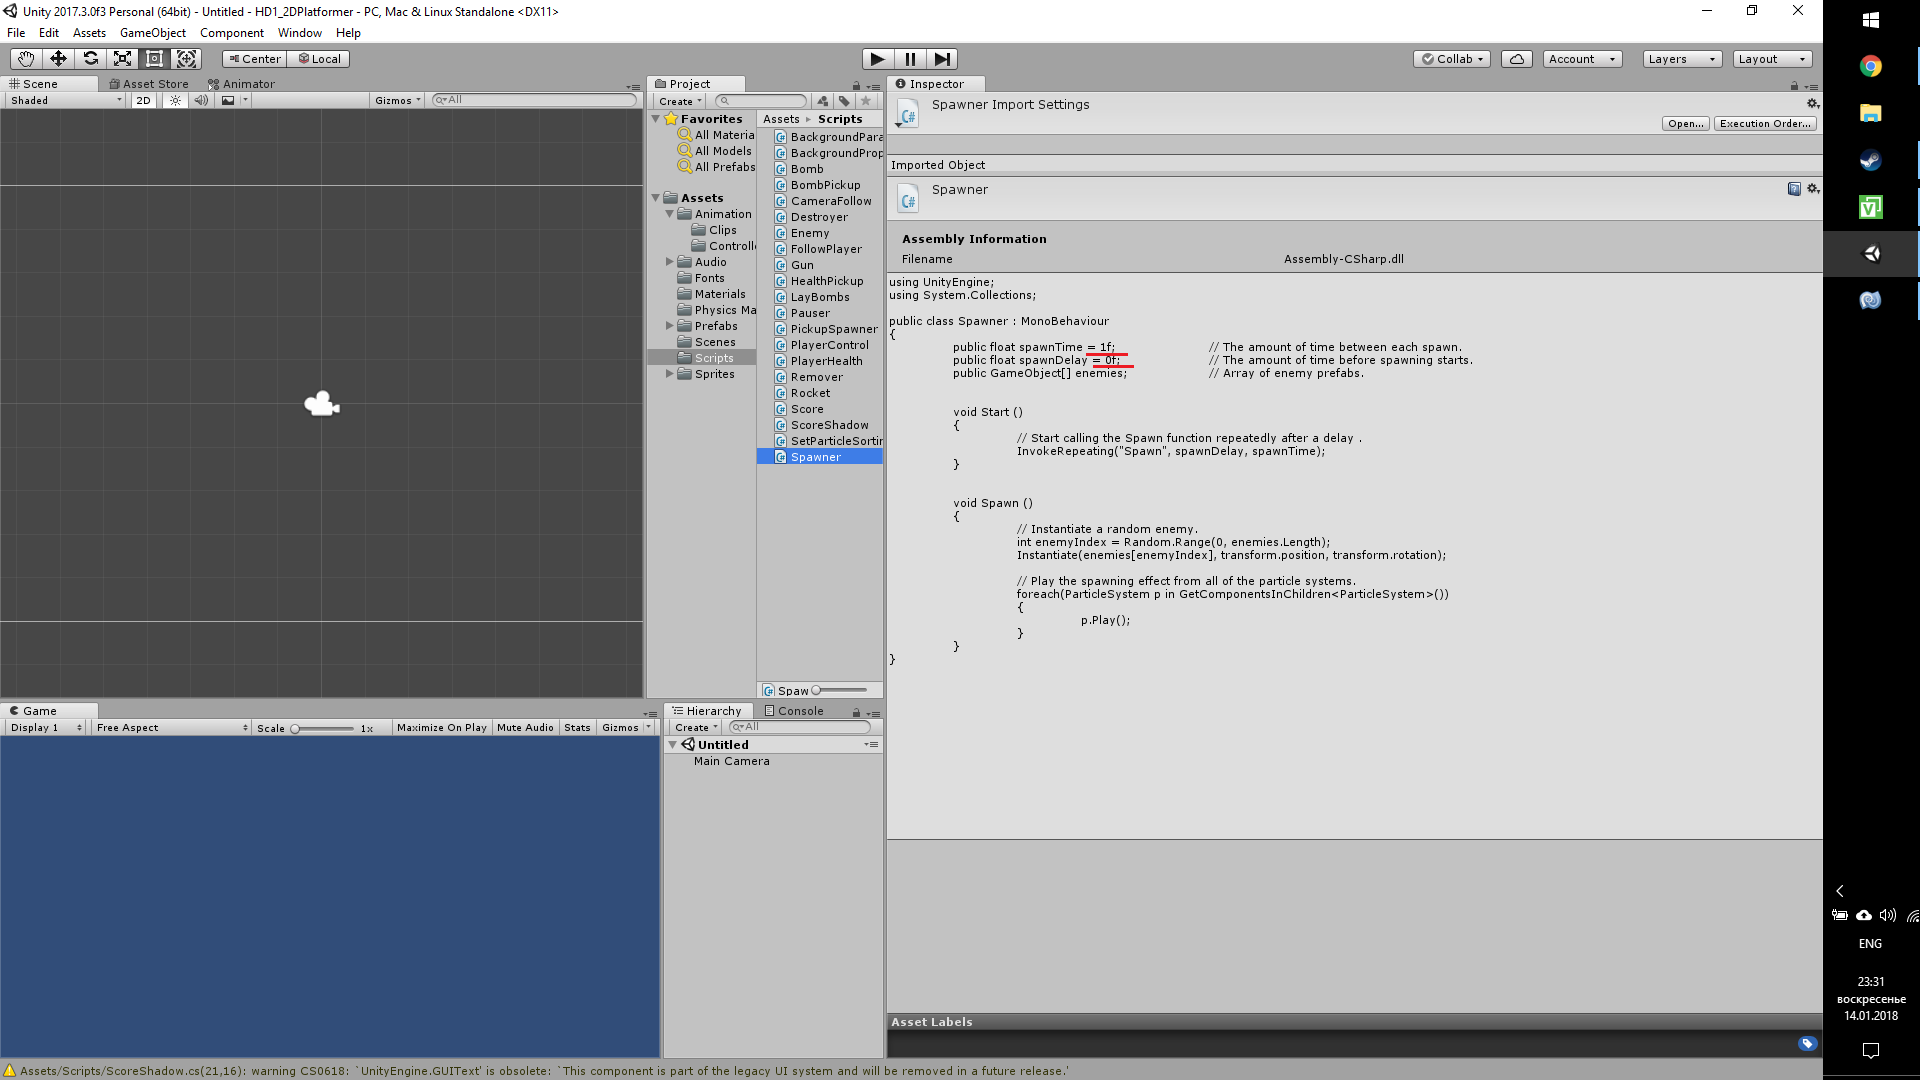 Unity 2017.3.0f3 Personal (64bit) - Untitled - HD1_2DPlatformer - PC, Mac & Linux Standalone <DX11>
File Edit Assets GameObject Component Window Help
Center Local
Collab Account Layers Layout
Scene Asset Store Animator
Shaded 2D Gizmos All
Project
Create
Favorites
All Materia
All Models
All Prefabs
Assets
Animation
Clips
Controlle
Audio
Fonts
Materials
Physics Ma
Prefabs
Scenes
Scripts
Sprites
Assets Scripts
BackgroundPara
BackgroundProp
Bomb
BombPickup
CameraFollow
Destroyer
Enemy
FollowPlayer
Gun
HealthPickup
LayBombs
Pauser
PickupSpawner
PlayerControl
PlayerHealth
Remover
Rocket
Score
ScoreShadow
SetParticleSortin
Spawner
Spaw
Inspector
Spawner Import Settings
Open... Execution Order...
Imported Object
Spawner
Assembly Information
Filename Assembly-CSharp.dll
using UnityEngine;
using System.Collections;
public class Spawner : MonoBehaviour
{
public float spawnTime = 1f; // The amount of time between each spawn.
public float spawnDelay = 0f; // The amount of time before spawning starts.
public GameObject[] enemies; // Array of enemy prefabs.
void Start ()
{
// Start calling the Spawn function repeatedly after a delay .
InvokeRepeating("Spawn", spawnDelay, spawnTime);
}
void Spawn ()
{
// Instantiate a random enemy.
int enemyIndex = Random.Range(0, enemies.Length);
Instantiate(enemies[enemyIndex], transform.position, transform.rotation);
// Play the spawning effect from all of the particle systems.
foreach(ParticleSystem p in GetComponentsInChildren<ParticleSystem>())
{
p.Play();
}
}
}
Asset Labels
Game
Display 1 Free Aspect Scale 1x Maximize On Play Mute Audio Stats Gizmos
Hierarchy Console
Create All
Untitled
Main Camera
Assets/Scripts/ScoreShadow.cs(21,16): warning CS0618: `UnityEngine.GUIText' is obsolete: `This component is part of the legacy UI system and will be removed in a future release.'
ENG
23:31
воскресенье
14.01.2018